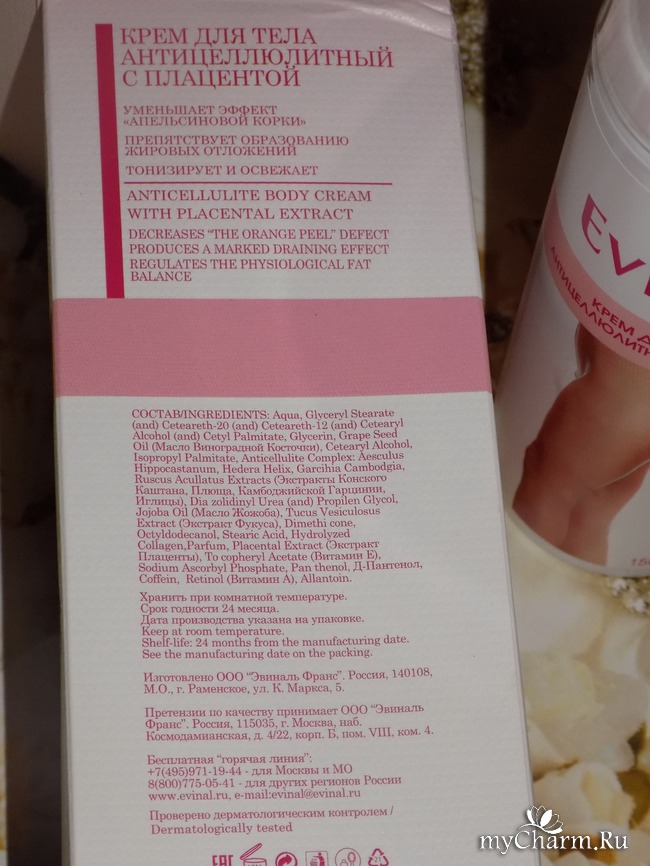 КРЕМ ДЛЯ ТЕЛА
АНТИЦЕЛЛЮЛИТНЫЙ
С ПЛАЦЕНТОЙ
УМЕНЬШАЕТ ЭФФЕКТ
«АПЕЛЬСИНОВОЙ КОРКИ»
ПРЕПЯТСТВУЕТ ОБРАЗОВАНИЮ
ЖИРОВЫХ ОТЛОЖЕНИЙ
ТОНИЗИРУЕТ И ОСВЕЖАЕТ
ANTICELLULITE BODY CREAM
WITH PLACENTAL EXTRACT
DECREASES "THE ORANGE PEEL" DEFECT
PRODUCES A MARKED DRAINING EFFECT
REGULATES THE PHYSIOLOGICAL FAT
BALANCE
СОСТАВ/INGREDIENTS: Aqua, Glyceryl Stearate
(and) Ceteareth-20 (and) Ceteareth-12 (and) Cetearyl
Alcohol (and) Cetyl Palmitate, Glycerin, Grape Seed
Oil (Масло Виноградной Косточки), Cetearyl Alcohol,
Isopropyl Palmitate, Anticellulite Complex: Aesculus
Hippocastanum, Hedera Helix, Garcihia Cambodgia,
Ruscus Acullatus Extracts (Экстракты Конского
Каштана, Плюща, Камбоджийской Гарцинии,
Иглицы), Dia zolidinyl Urea (and) Propilen Glycol,
Jojoba Oil (Масло Жожоба), Tucus Vesiculosus
Extract (Экстракт Фукуса), Dimethi cone,
Octyldodecanol, Stearic Acid, Hydrolyzed
Collagen,Parfum, Placental Extract (Экстракт
Плаценты), To copheryl Acetate (Витамин Е),
Sodium Ascorbyl Phosphate, Pan thenol, Д-Пантенол,
Coffein, Retinol (Витамин А), Allantoin.
Хранить при комнатной температуре.
Срок годности 24 месяца.
Дата производства указана на упаковке.
Keep at room temperature.
Shelf-life: 24 months from the manufacturing date.
See the manufacturing date on the packing.
Изготовлено ООО "Эвиналь Франс". Россия, 140108,
М.О., г. Раменское, ул. К. Маркса, 5.
Претензии по качеству принимает ООО "Эвиналь
Франс". Россия, 115035, г. Москва, наб.
Космодамианская, д. 4/22, корп. Б, пом. VIII, ком. 4.
Бесплатная "горячая линия":
+7(495)971-19-44 - для Москвы и МО
8(800)775-05-41 - для других регионов России
www.evinal.ru, e-mail:evinal@evinal.ru
Проверено дерматологическим контролем /
Dermatologically tested
EAC
EVI
КРЕМ Д
АНТИЦЕЛЛЮЛИТН
15
myCharm.Ru